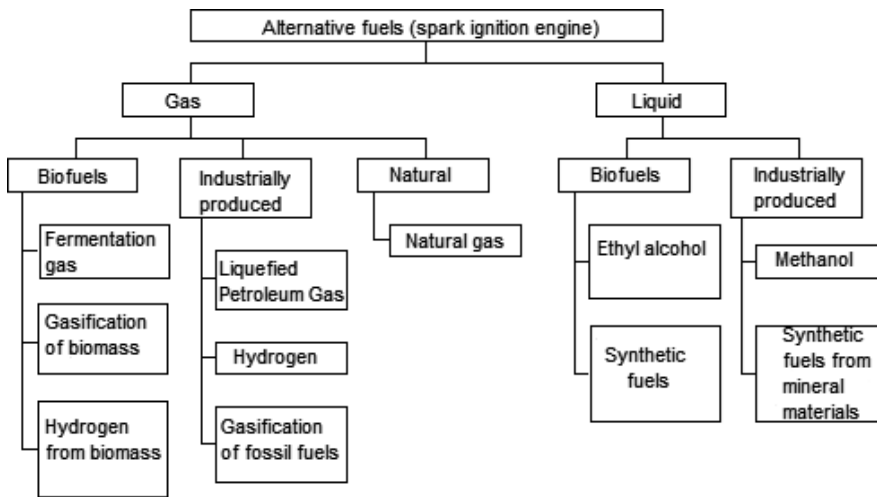 Alternative fuels (spark ignition engine)
Gas
Liquid
Biofuels
Industrially
produced
Natural
Biofuels
Industrially
produced
Fermentation
gas
Gasification
of biomass
Hydrogen
from biomass
Liquefied
Petroleum Gas
Hydrogen
Gasification
of fossil fuels
Natural gas
Ethyl alcohol
Synthetic
fuels
Methanol
Synthetic
fuels from
mineral
materials